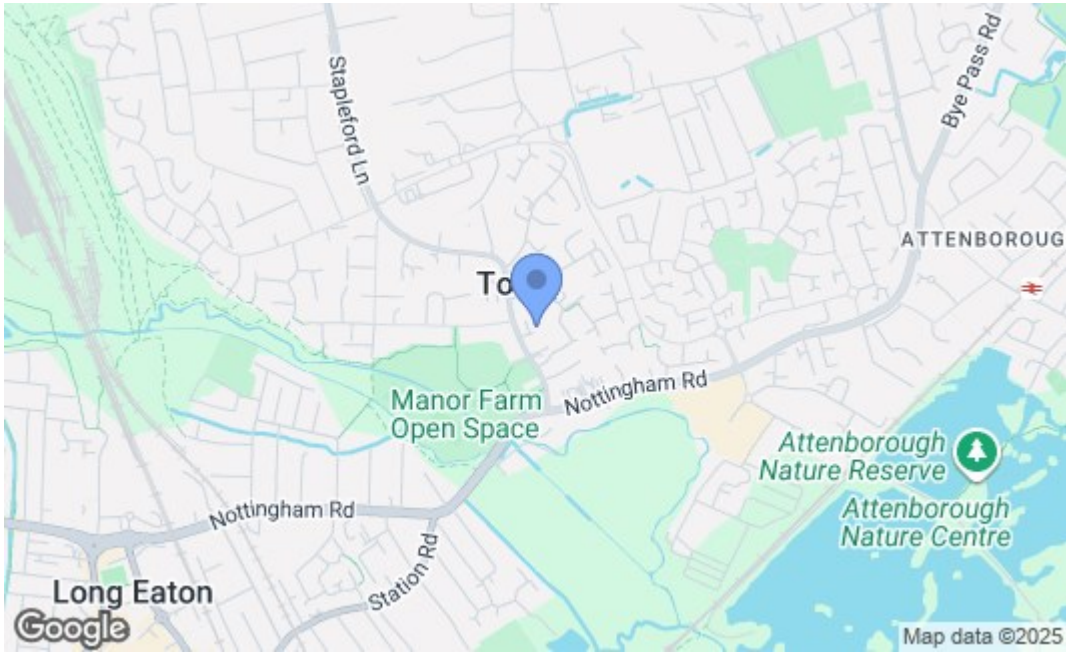 Stapleford Ln
Bye Pass Rd
ATTENBOROUG
To
Manor Farm
Open Space
Nottingham Rd
Attenborough
Nature Reserve
Attenborough
Nature Centre
Nottingham Rd
Station Rd
Long Eaton
Google
Map data ©2025